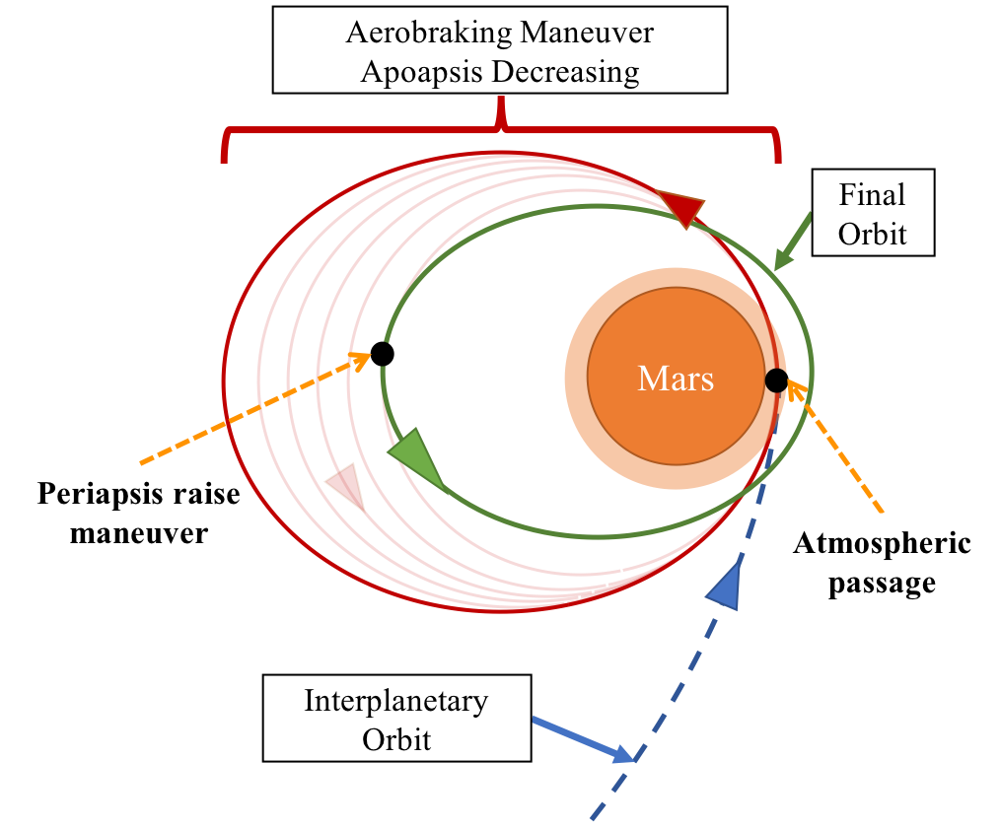 Aerobraking Maneuver
Apoapsis Decreasing
Final
Orbit
Mars
Periapsis raise
maneuver
Atmospheric
passage
Interplanetary
Orbit